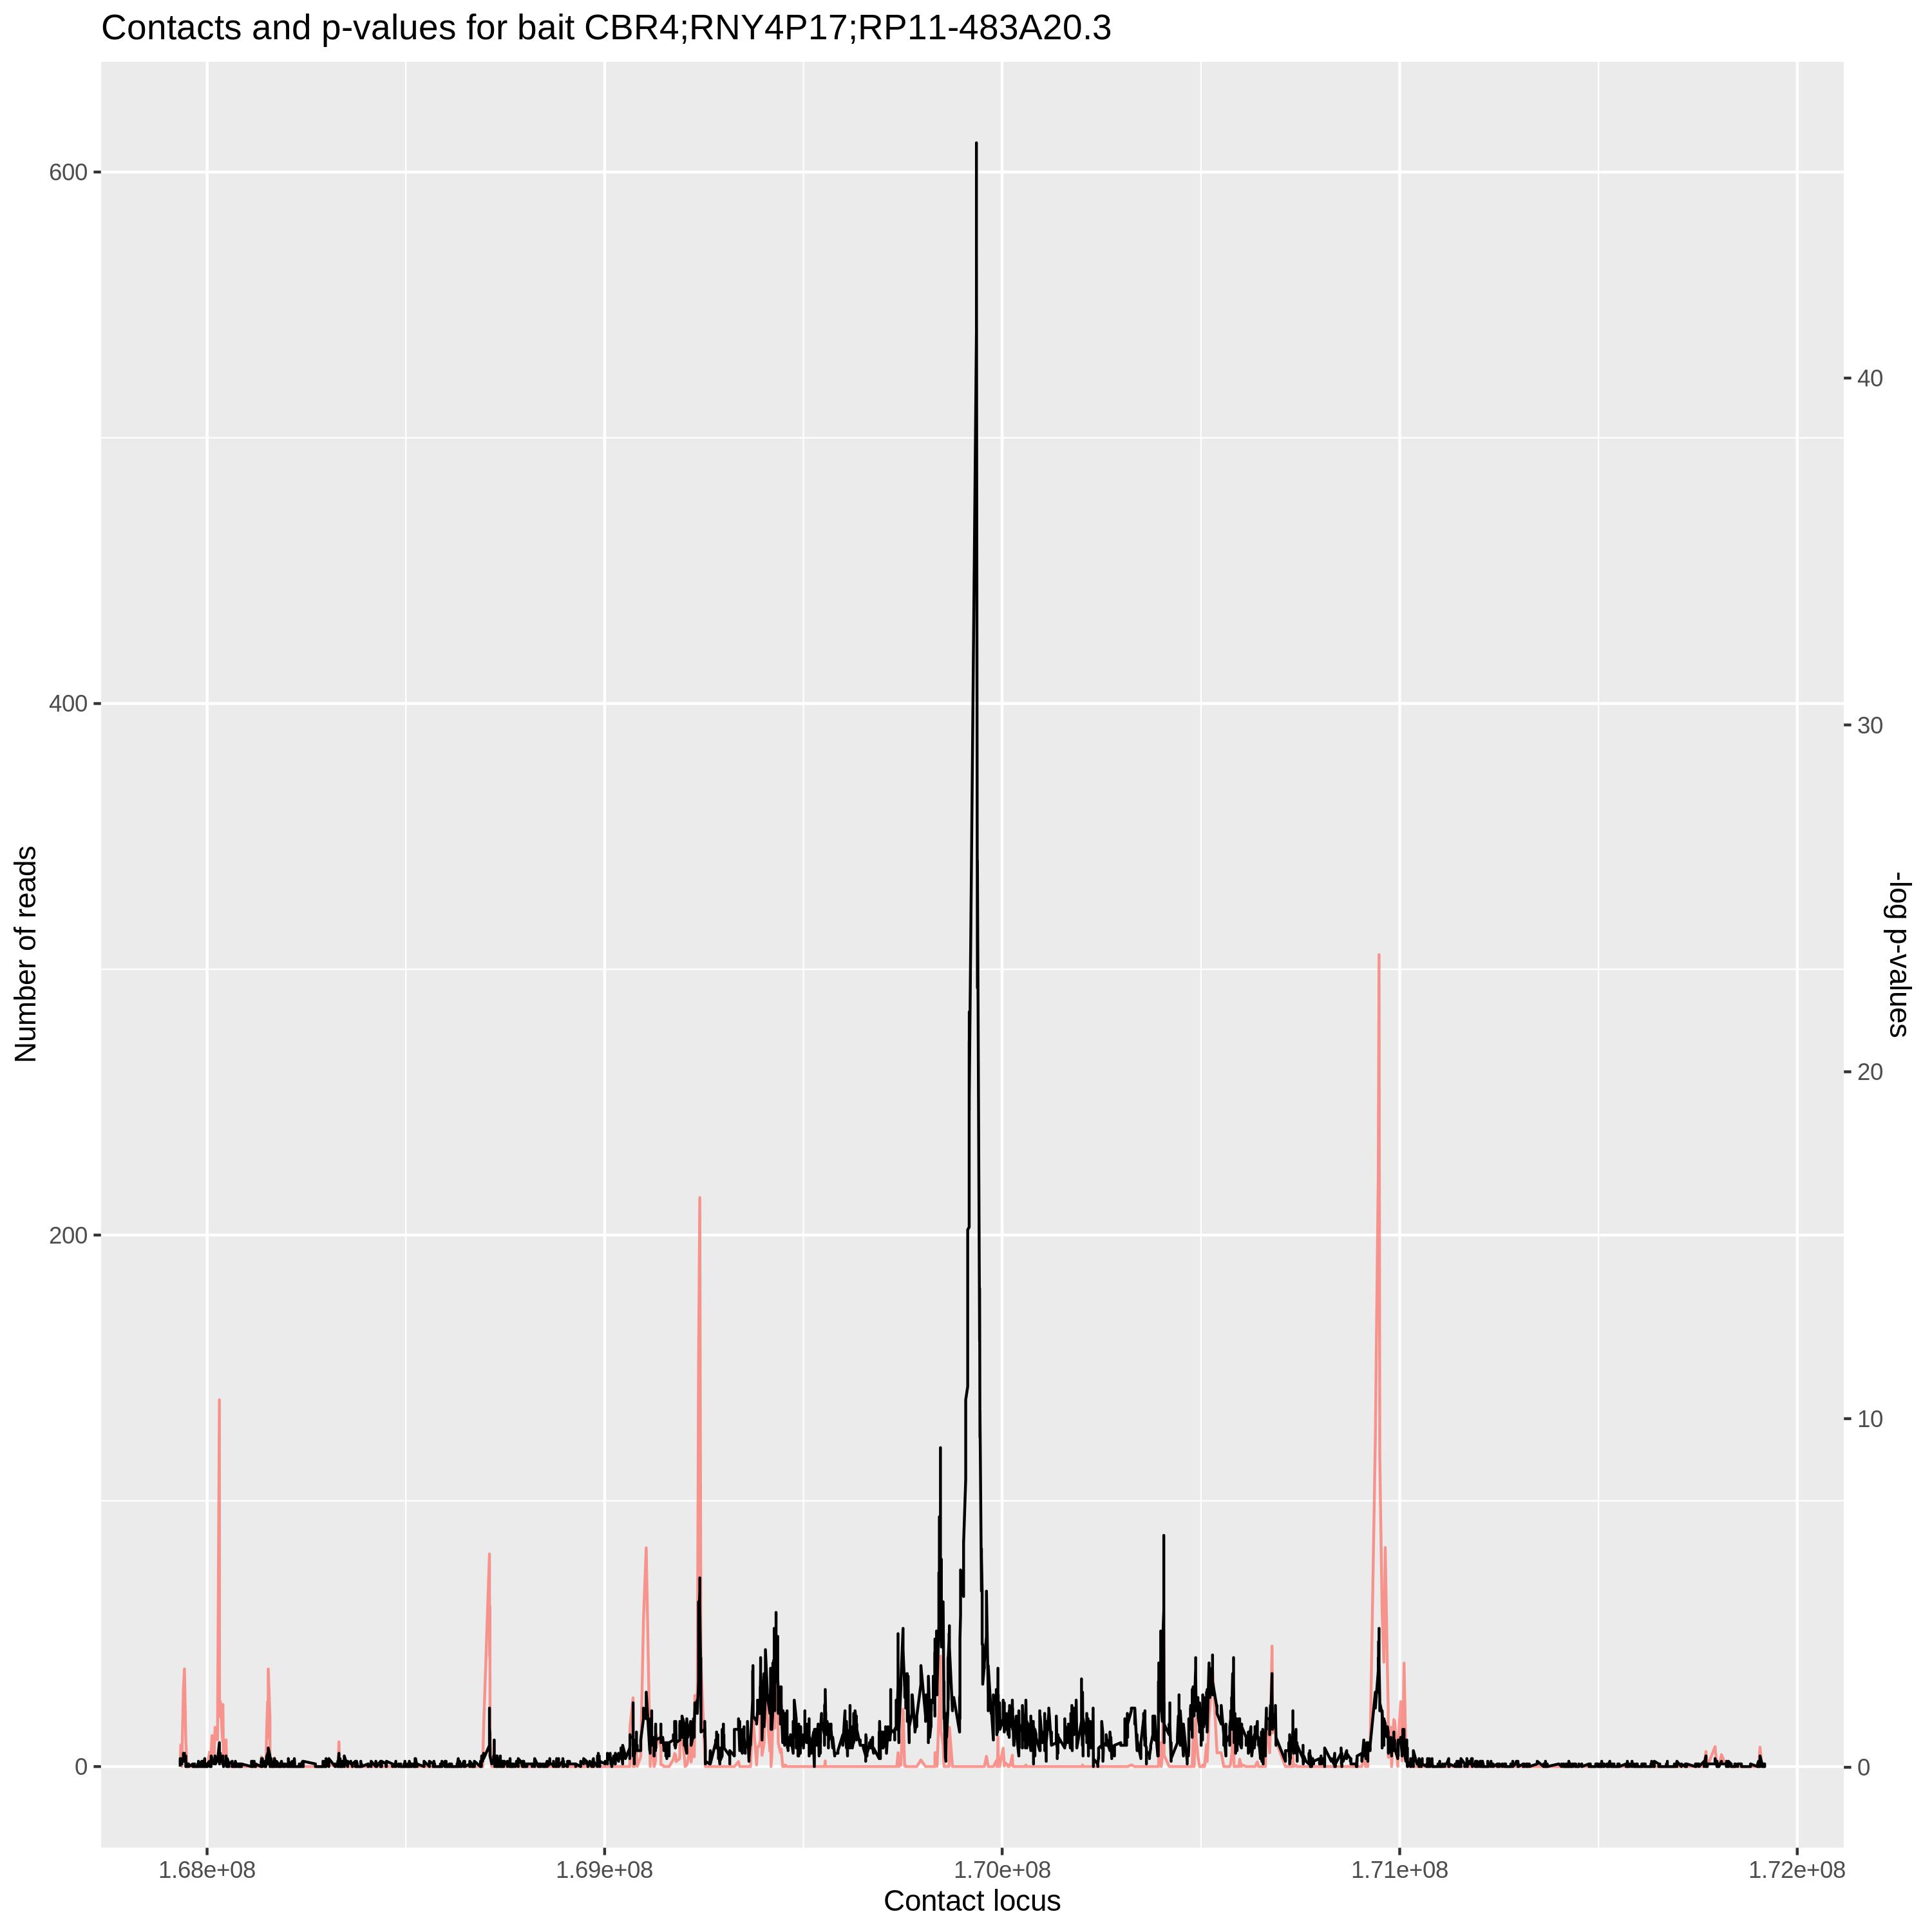 Contacts and p-values for bait CBR4;RNY4P17;RP11-483A20.3
600
400
200
0
Number of reads
40
30
20
10
0
-log p-values
1.68e+08 1.69e+08 1.70e+08 1.71e+08 1.72e+08
Contact locus